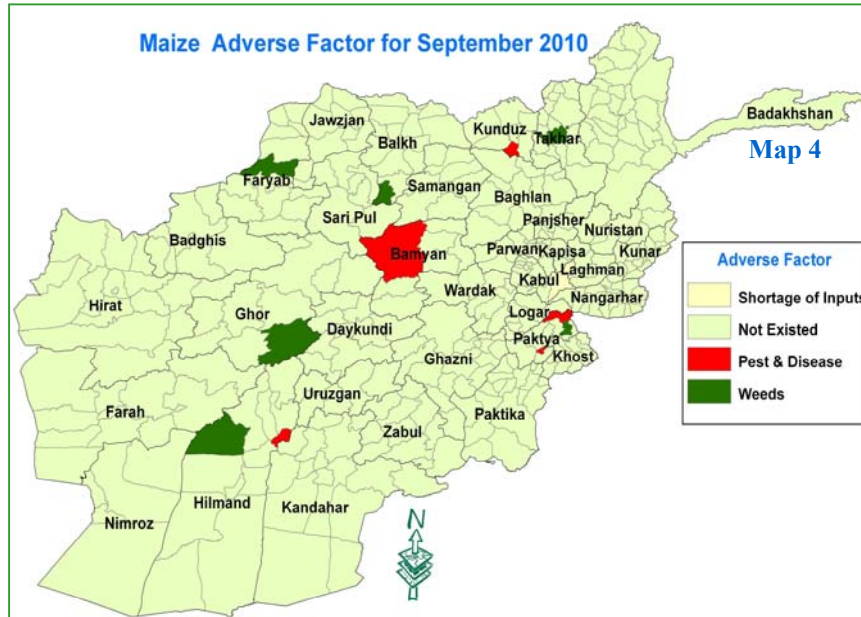 Maize Adverse Factor for September 2010
Badakhshan
Map 4
Jawzjan
Kunduz
Takhar
Balkh
Faryab
Samangan
Baghlan
Sari Pul
Panjsher
Nuristan
Badghis
Bamyan
Parwan
Kapisa
Kunar
Laghman
Kabul
Wardak
Nangarhar
Hirat
Ghor
Daykundi
Logar
Paktya
Khost
Ghazni
Uruzgan
Farah
Paktika
Zabul
Hilmand
Kandahar
Nimroz
N
Adverse Factor
Shortage of Inputs
Not Existed
Pest & Disease
Weeds